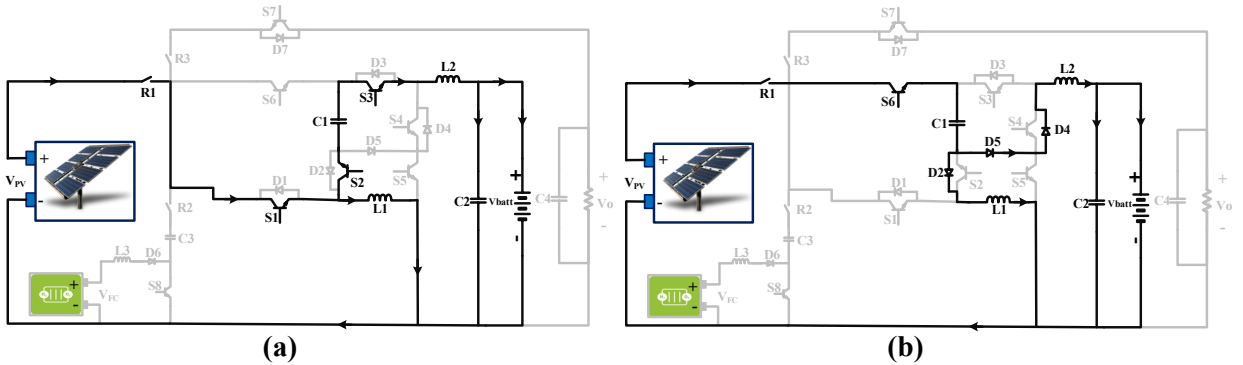 S7
D7
R3
D3
L2
R1
S6
S3
C1
S4
D4
D5
D2
S2
S5
+
VPV
-
D1
S1
L1
C2
+
Vbatt
-
C4
+
Vo
-
R2
C3
L3
D6
+
-
VFC
S8
(a)
S7
D7
R3
D3
L2
R1
S6
S3
C1
S4
D4
D5
D2
S2
S5
+
VPV
-
D1
S1
L1
C2
+
Vbatt
-
C4
+
Vo
-
R2
C3
L3
D6
+
-
VFC
S8
(b)